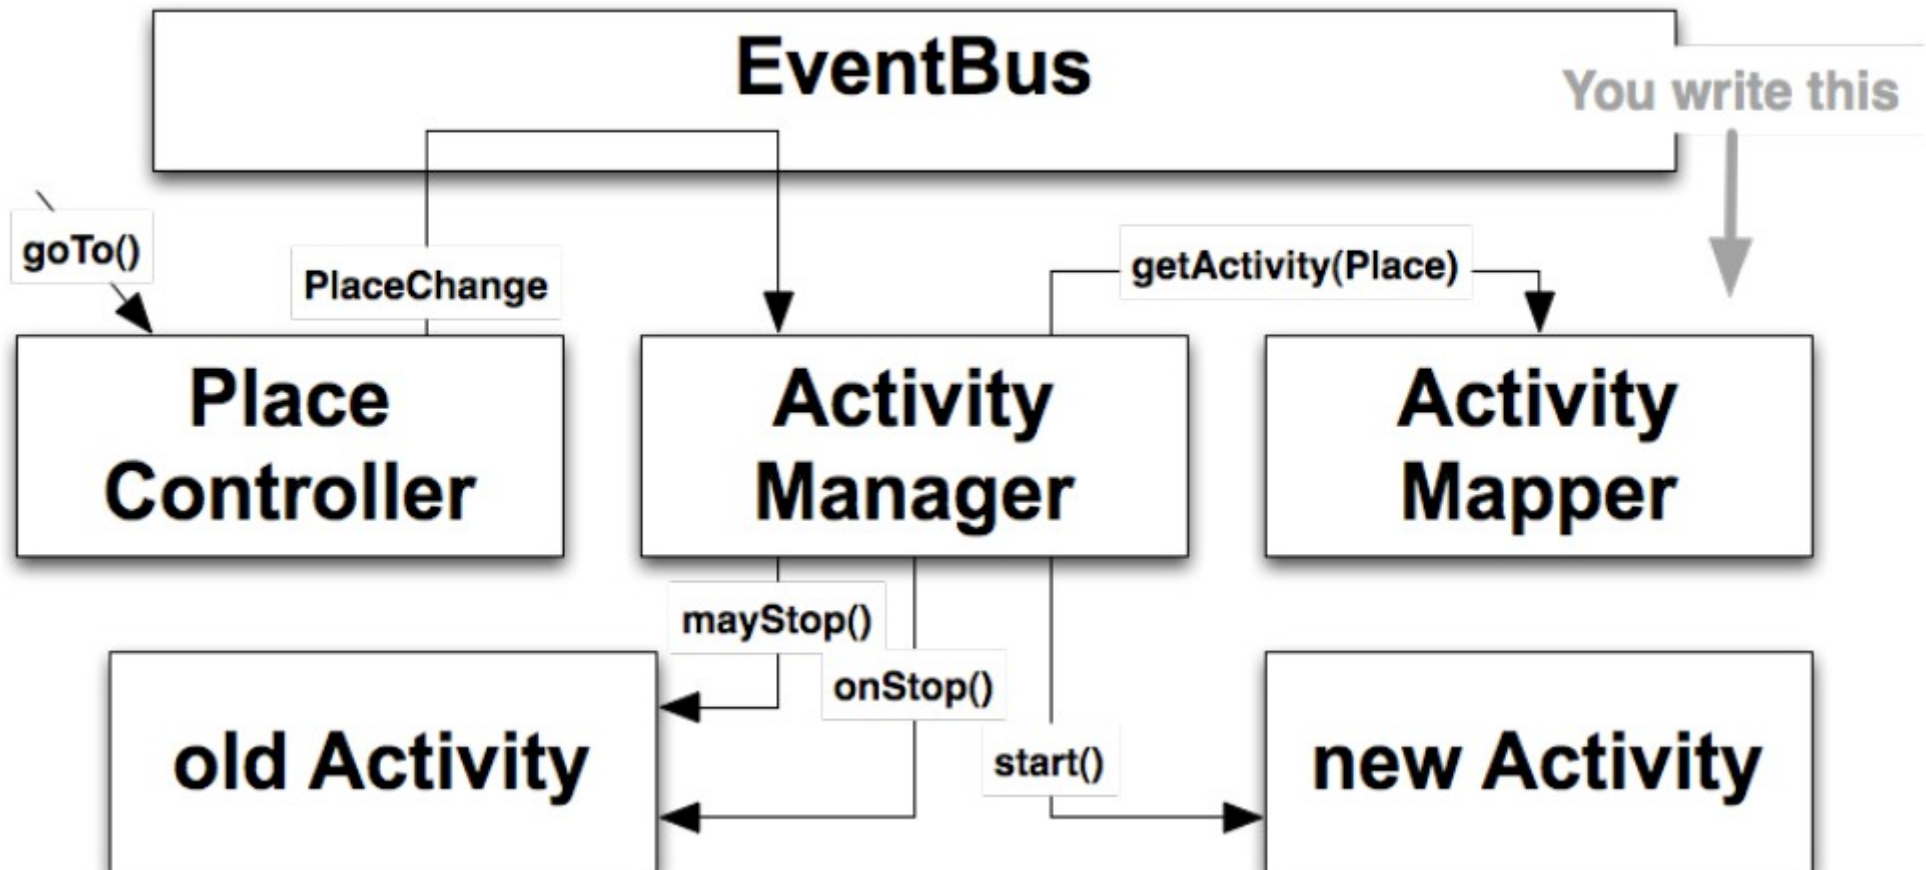 EventBus
You write this
goTo()
PlaceChange
getActivity(Place)
Place
Controller
Activity
Manager
Activity
Mapper
mayStop()
onStop()
start()
old Activity
new Activity